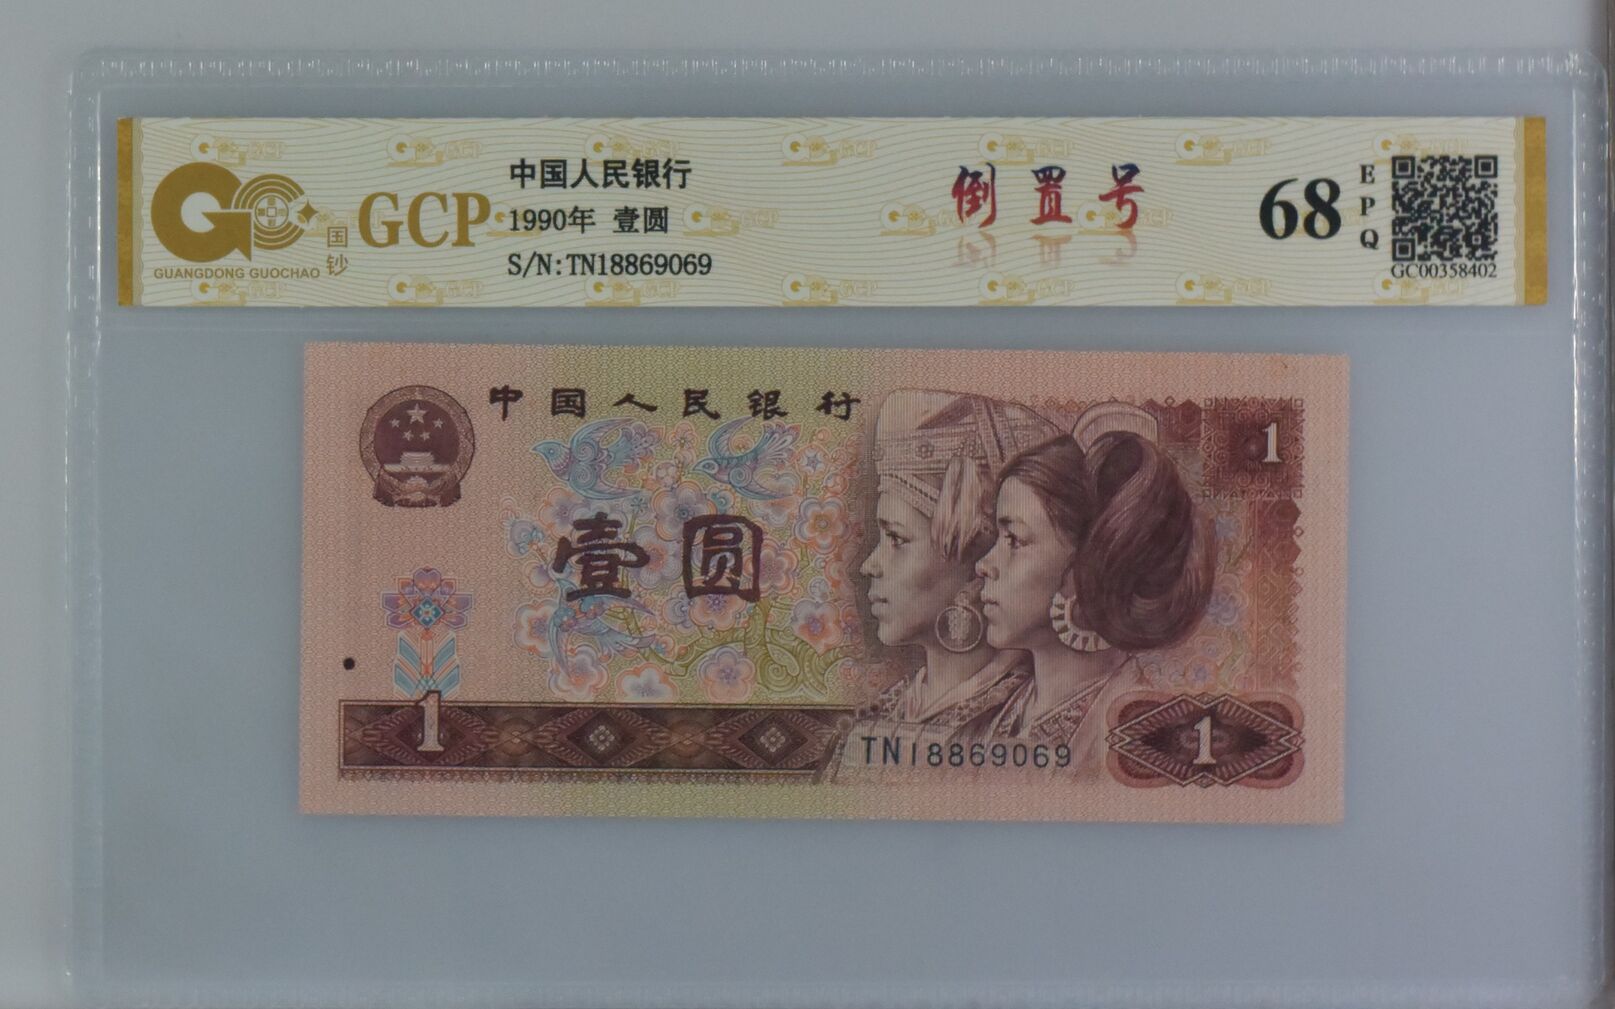 GUANGDONG GUOCHAO
国钞
GCP
中国人民银行
1990年 壹圆
S/N:TN18869069
倒置号
68
EPQ
GC00358402
中国人民银行
1
壹圆
1
TN18869069
1